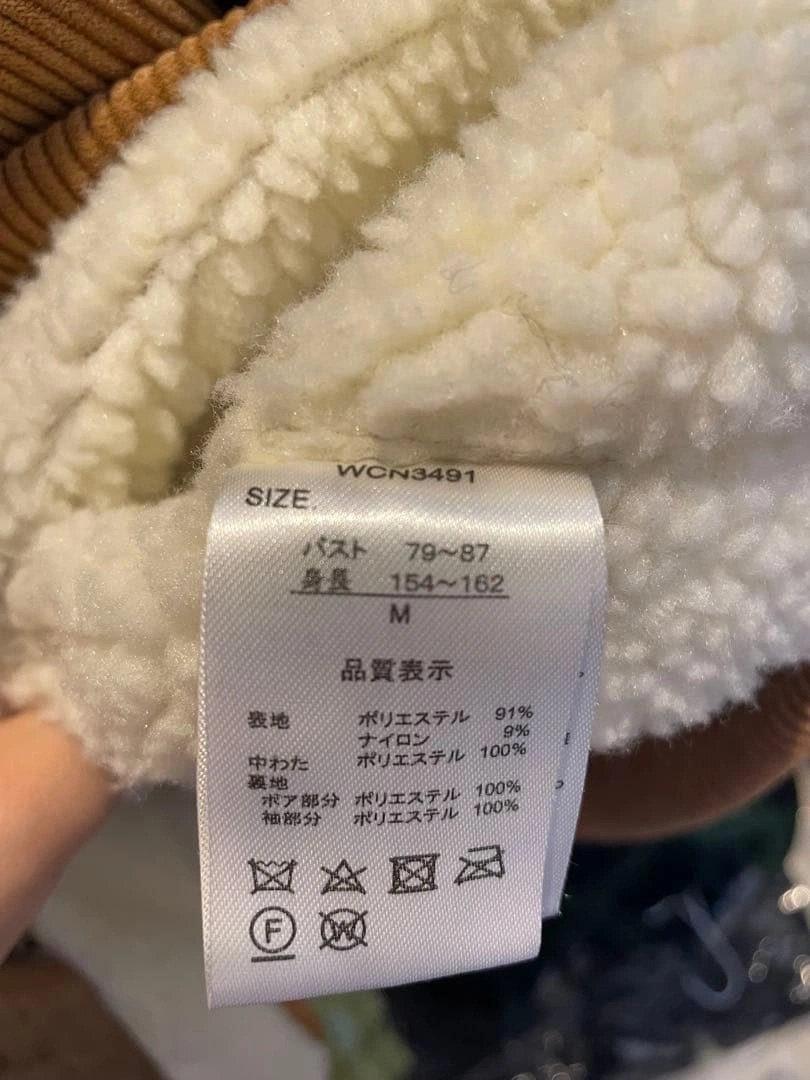 WCN3491
SIZE
バスト 79～87
身長 154～162
M
品質表示
表地 ポリエステル 91%
ナイロン 9%
中わた ポリエステル 100%
裏地
ボア部分 ポリエステル 100%
袖部分 ポリエステル 100%
F W